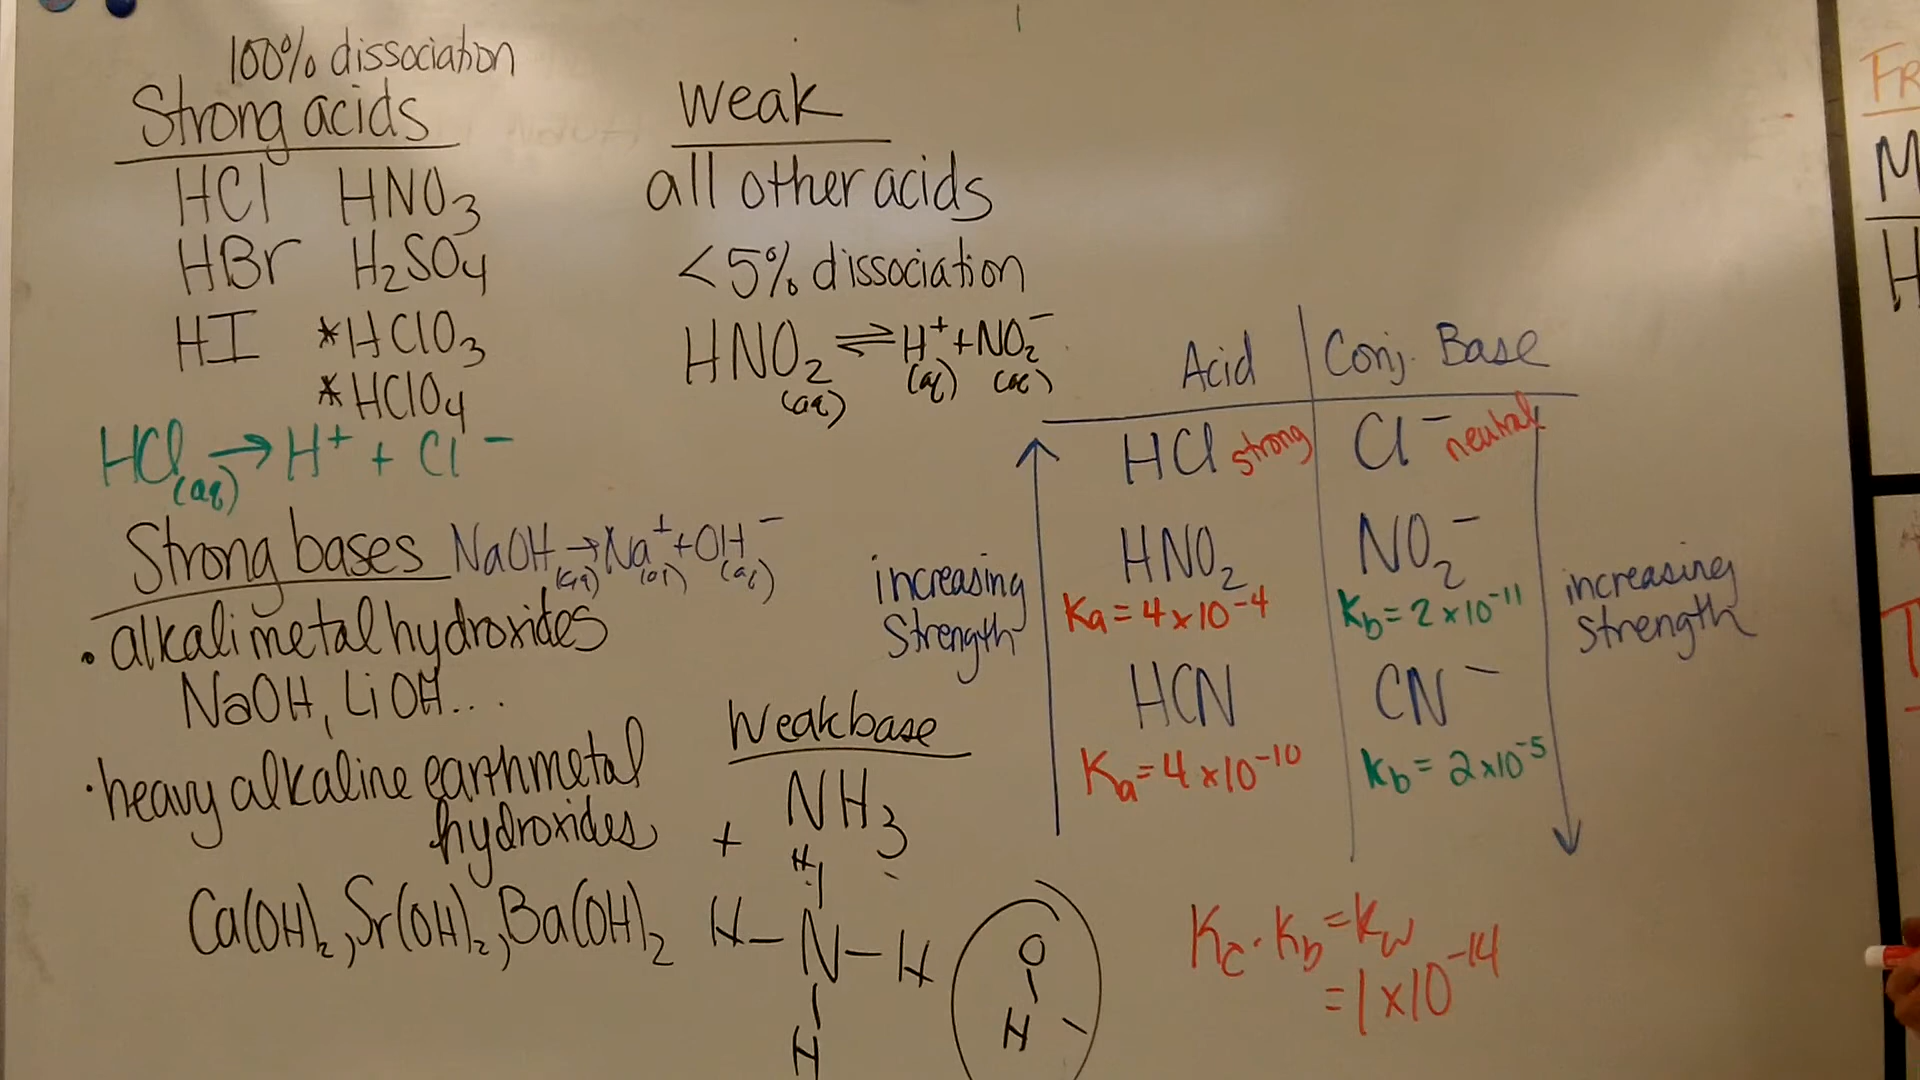 100% dissociation
Strong acids
HCl HNO₃
HBr H₂SO₄
HI *HClO₃
*HClO₄
HCl(aq) → H⁺ + Cl⁻
Strong bases NaOH(aq) → Na⁺(aq) + OH⁻(aq)
• alkali metal hydroxides
NaOH, LiOH...
• heavy alkaline earth metal
hydroxides
Ca(OH)₂, Sr(OH)₂, Ba(OH)₂
Weak
all other acids
<5% dissociation
HNO₂(aq) ⇌ H⁺(aq) + NO₂⁻(aq)
Weak base
NH₃
+
H
H–N–H
H
O
H
Acid Conj. Base
HCl strong Cl⁻ neutral
HNO₂ NO₂⁻
Ka = 4 x 10⁻⁴ Kb = 2 x 10⁻¹¹
HCN CN⁻
Ka = 4 x 10⁻¹⁰ Kb = 2 x 10⁻⁵
increasing
strength
increasing
strength
· Kb = Kw
= 1 x 10⁻¹⁴
FR
M
H